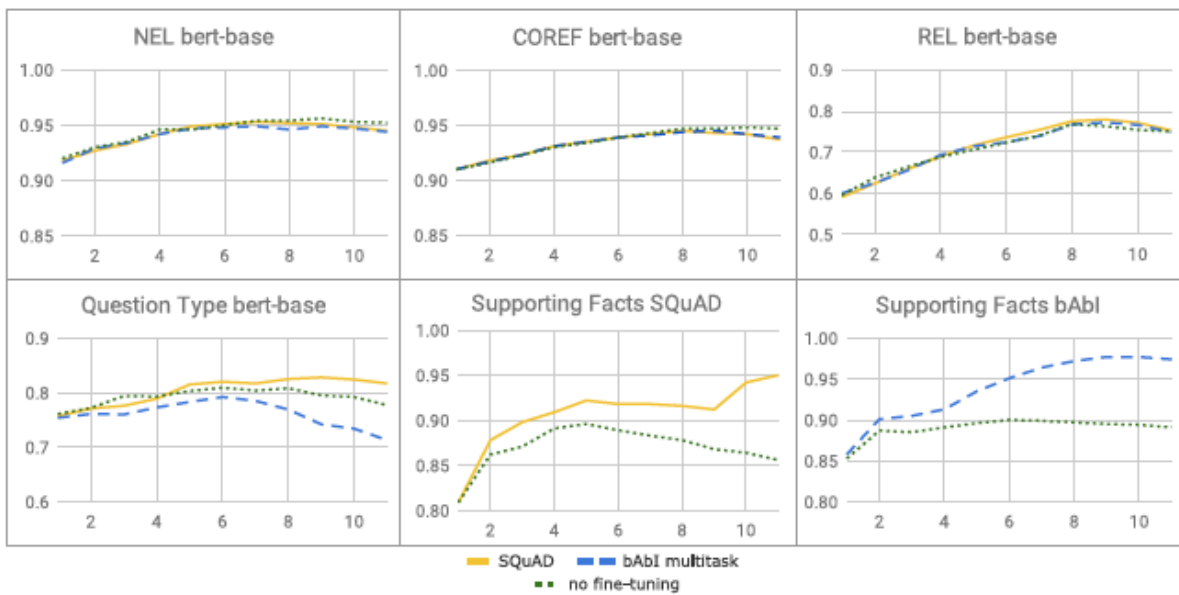 NEL bert-base
1.00
0.95
0.90
0.85
2 4 6 8 10
COREF bert-base
1.00
0.95
0.90
0.85
2 4 6 8 10
REL bert-base
0.9
0.8
0.7
0.6
0.5
2 4 6 8 10
Question Type bert-base
0.9
0.8
0.7
0.6
2 4 6 8 10
Supporting Facts SQuAD
1.00
0.95
0.90
0.85
0.80
2 4 6 8 10
Supporting Facts bAbI
1.00
0.95
0.90
0.85
0.80
2 4 6 8 10
SQuAD bAbI multitask
no fine-tuning